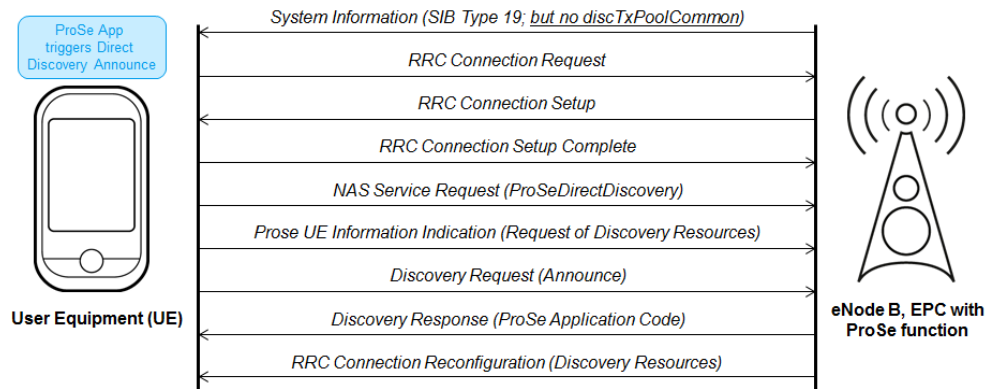 System Information (SIB Type 19; but no discTxPoolCommon)
ProSe App
triggers Direct
Discovery Announce
RRC Connection Request
RRC Connection Setup
RRC Connection Setup Complete
NAS Service Request (ProSeDirectDiscovery)
Prose UE Information Indication (Request of Discovery Resources)
Discovery Request (Announce)
Discovery Response (ProSe Application Code)
RRC Connection Reconfiguration (Discovery Resources)
User Equipment (UE)
eNode B, EPC with
ProSe function